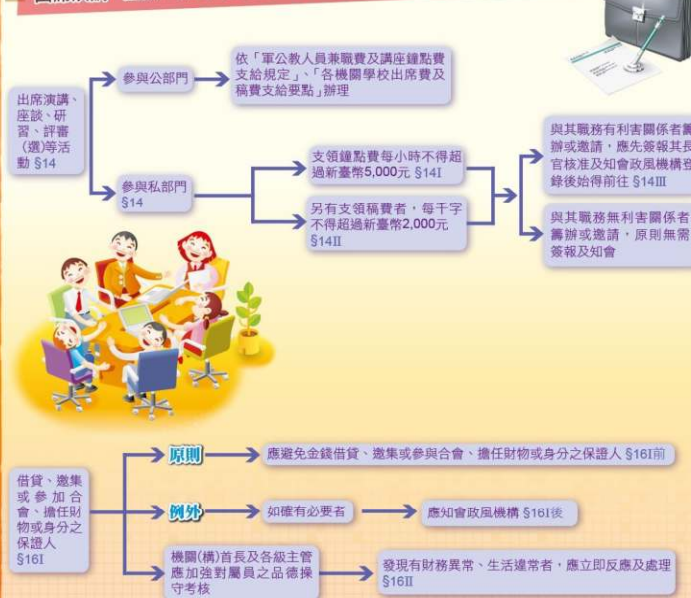 出席演講、
座談、研
習、評審
(選)等活
動 §14
參與公部門
依「軍公教人員兼職費及講座鐘點費
支給規定」、「各機關學校出席費及
稿費支給要點」辦理
參與私部門
§14
支領鐘點費每小時不得超
過新臺幣5,000元 §14I
另有支領稿費者，每千字
不得超過新臺幣2,000元
§14II
與其職務有利害關係者籌
辦或邀請，應先簽報其長
官核准及知會政風機構登
錄後始得前往 §14III
與其職務無利害關係者
籌辦或邀請，原則無需
簽報及知會
借貸、邀集
或參加合
會、擔任財
物或身分之
保證人
§16I
原則
應避免金錢借貸、邀集或參與合會、擔任財物或身分之保證人 §16I前
例外
如確有必要者
應知會政風機構 §16I後
機關(構)首長及各級主管
應加強對屬員之品德操
守考核
發現有財務異常、生活違常者，應立即反應及處理
§16II